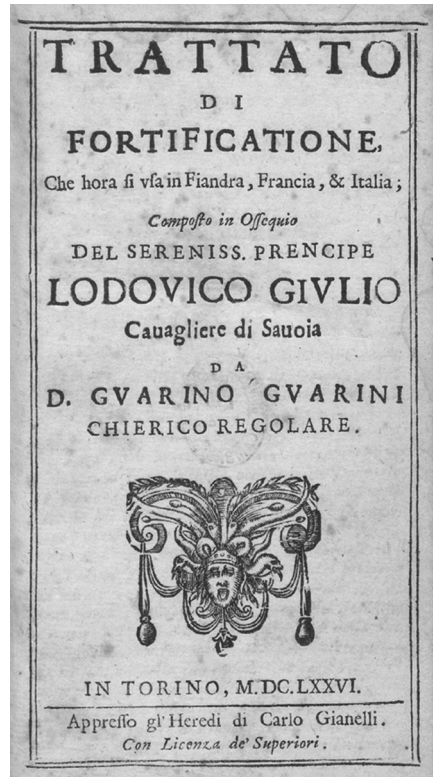 TRATTATO
DI
FORTIFICATIONE,
Che hora ſi vſa in Fiandra, Francia, & Italia;
Compoſto in Oſſequio
DEL SERENISS. PRENCIPE
LODOVICO GIVLIO
Cauagliere di Sauoia
DA
D. GVARINO GVARINI
CHIERICO REGOLARE.
IN TORINO, M.DC.LXXVI.
Appreſſo gl'Heredi di Carlo Gianelli.
Con Licenza de' Superiori.